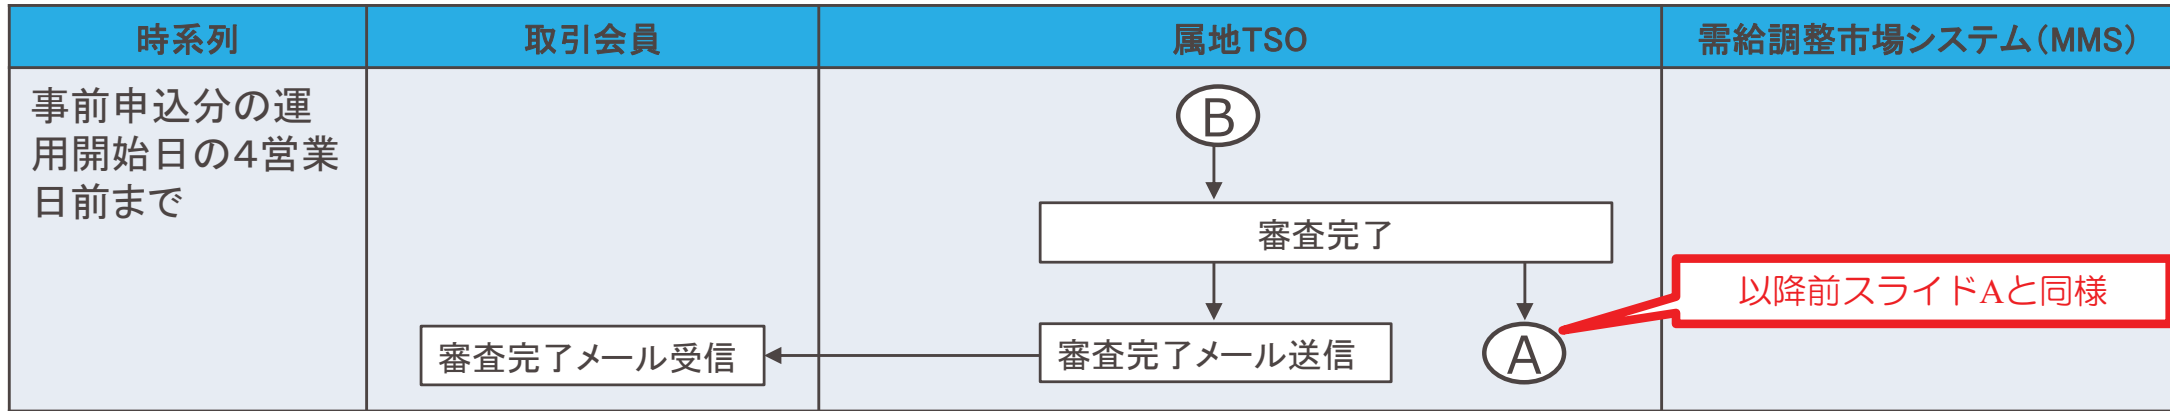 時系列
取引会員
属地TSO
需給調整市場システム(MMS)
事前申込分の運
用開始日の4営業
日前まで
B
審査完了
以降前スライドAと同様
審査完了メール受信
審査完了メール送信
A